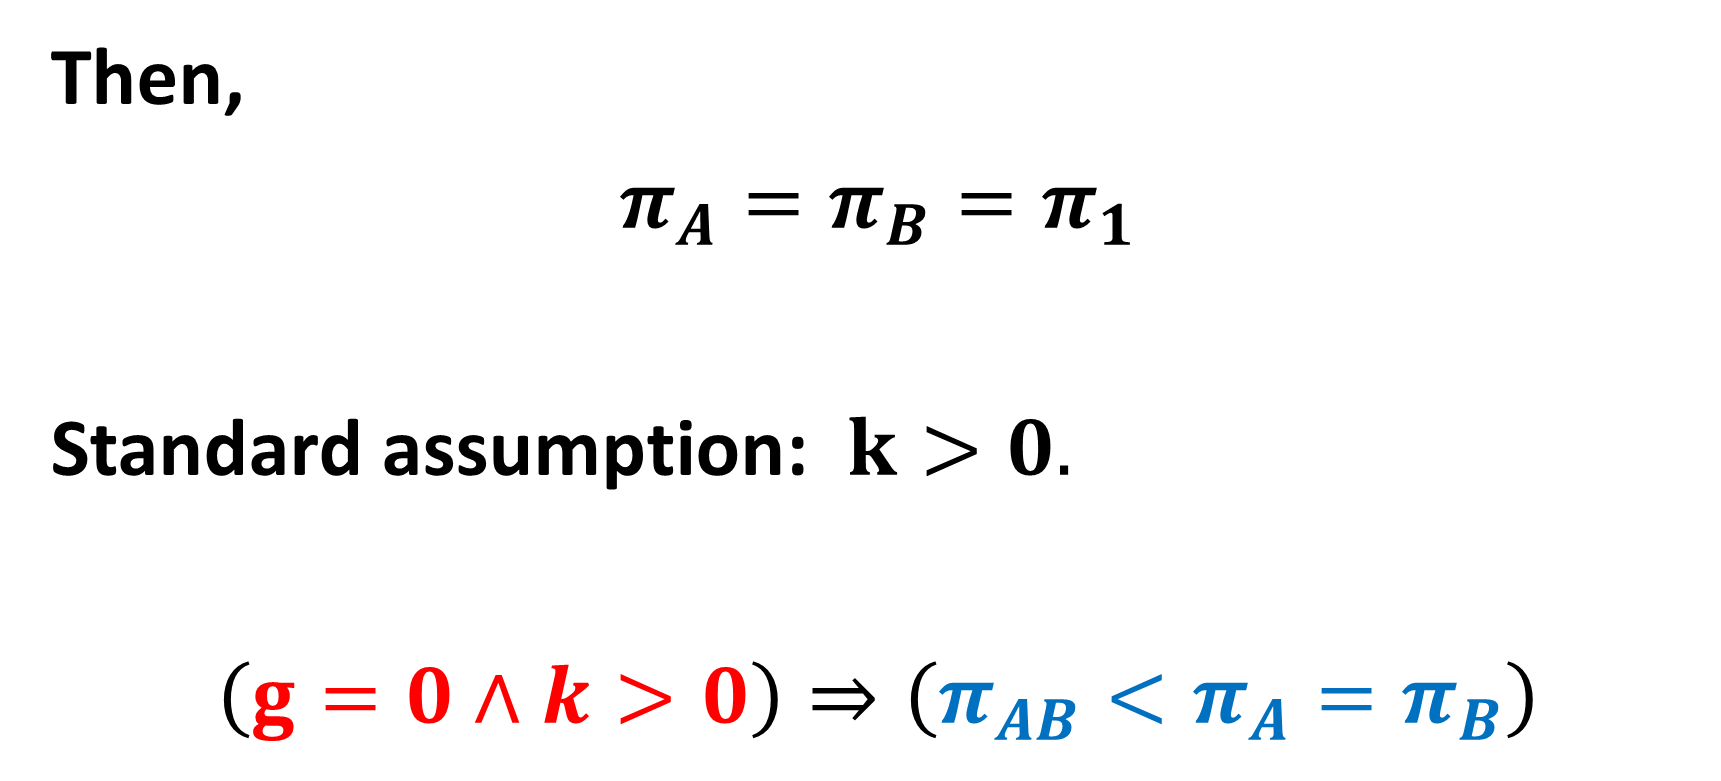 Then,
π_A = π_B = π_1
Standard assumption: k > 0.
(g = 0 ∧ k > 0) ⇒ (π_AB < π_A = π_B)